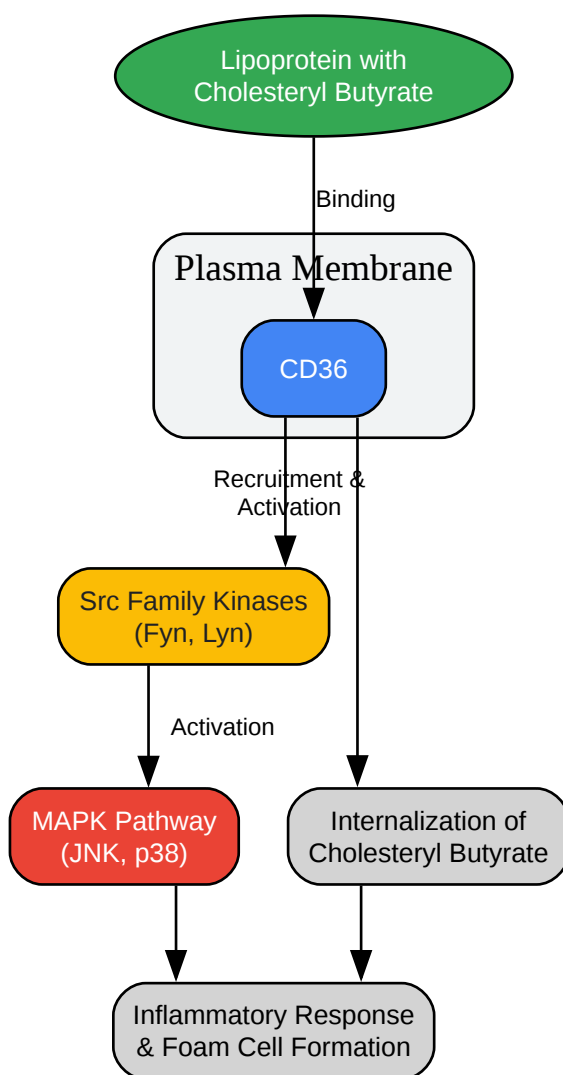 Lipoprotein with
Cholesteryl Butyrate
Binding
Plasma Membrane
CD36
Recruitment &
Activation
Src Family Kinases
(Fyn, Lyn)
Activation
MAPK Pathway
(JNK, p38)
Internalization of
Cholesteryl Butyrate
Inflammatory Response
& Foam Cell Formation